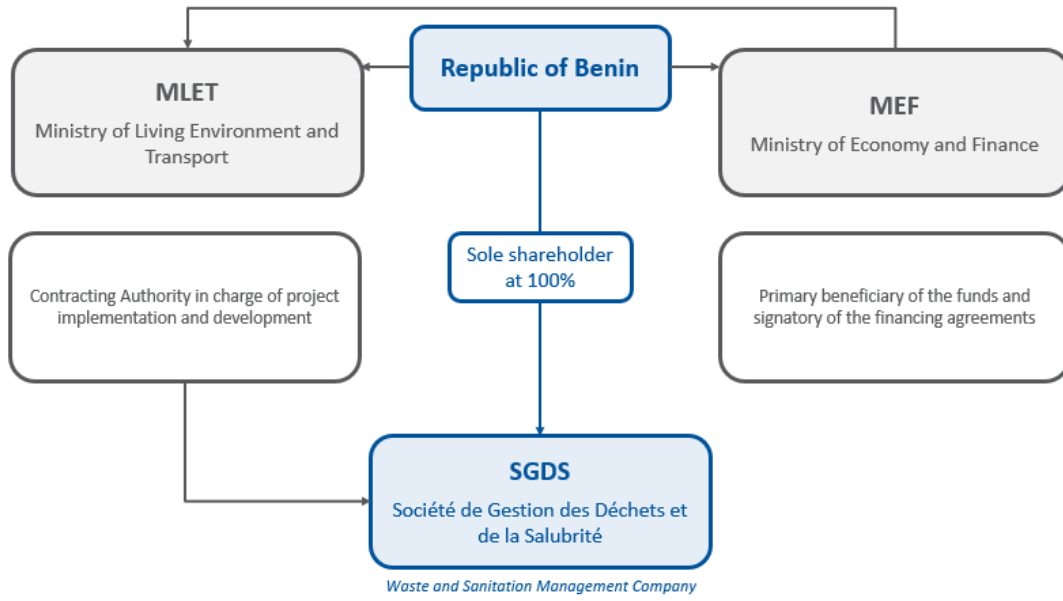 Republic of Benin
MLET
Ministry of Living Environment and
Transport
MEF
Ministry of Economy and Finance
Sole shareholder
at 100%
Contracting Authority in charge of project
implementation and development
Primary beneficiary of the funds and
signatory of the financing agreements
SGDS
Société de Gestion des Déchets et
de la Salubrité
Waste and Sanitation Management Company